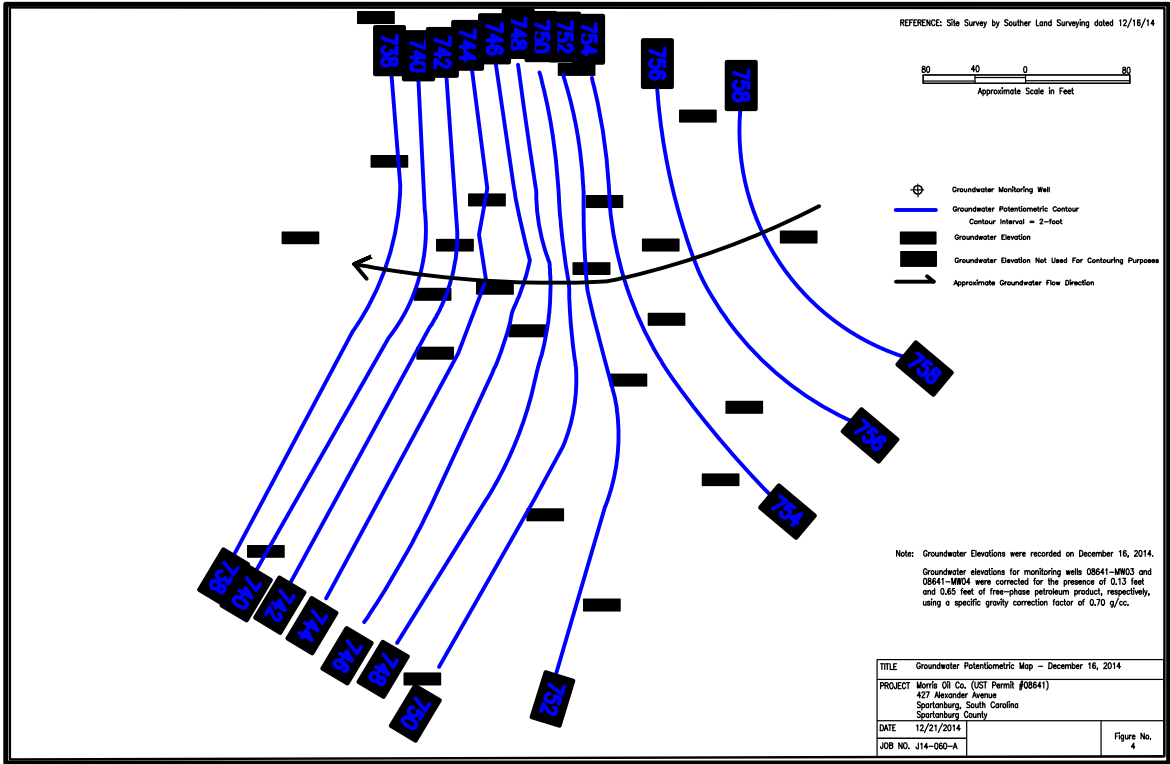 REFERENCE: Site Survey by Souther Land Surveying dated 12/16/14
80 40 0 80
Approximate Scale in Feet
738
740
742
744
746
748
750
752
754
756
758
Groundwater Monitoring Well
Groundwater Potentiometric Contour
Contour Interval = 2-foot
Groundwater Elevation
Groundwater Elevation Not Used For Contouring Purposes
Approximate Groundwater Flow Direction
758
756
754
738
740
742
744
746
748
750
752
Note: Groundwater Elevations were recorded on December 16, 2014.
Groundwater elevations for monitoring wells 08641-MW03 and
08641-MW04 were corrected for the presence of 0.13 feet
and 0.65 feet of free-phase petroleum product, respectively,
using a specific gravity correction factor of 0.70 g/cc.
TITLE Groundwater Potentiometric Map - December 16, 2014
PROJECT Morris Oil Co. (UST Permit #08641)
427 Alexander Avenue
Spartanburg, South Carolina
Spartanburg County
DATE 12/21/2014
JOB NO. J14-060-A
Figure No.
4